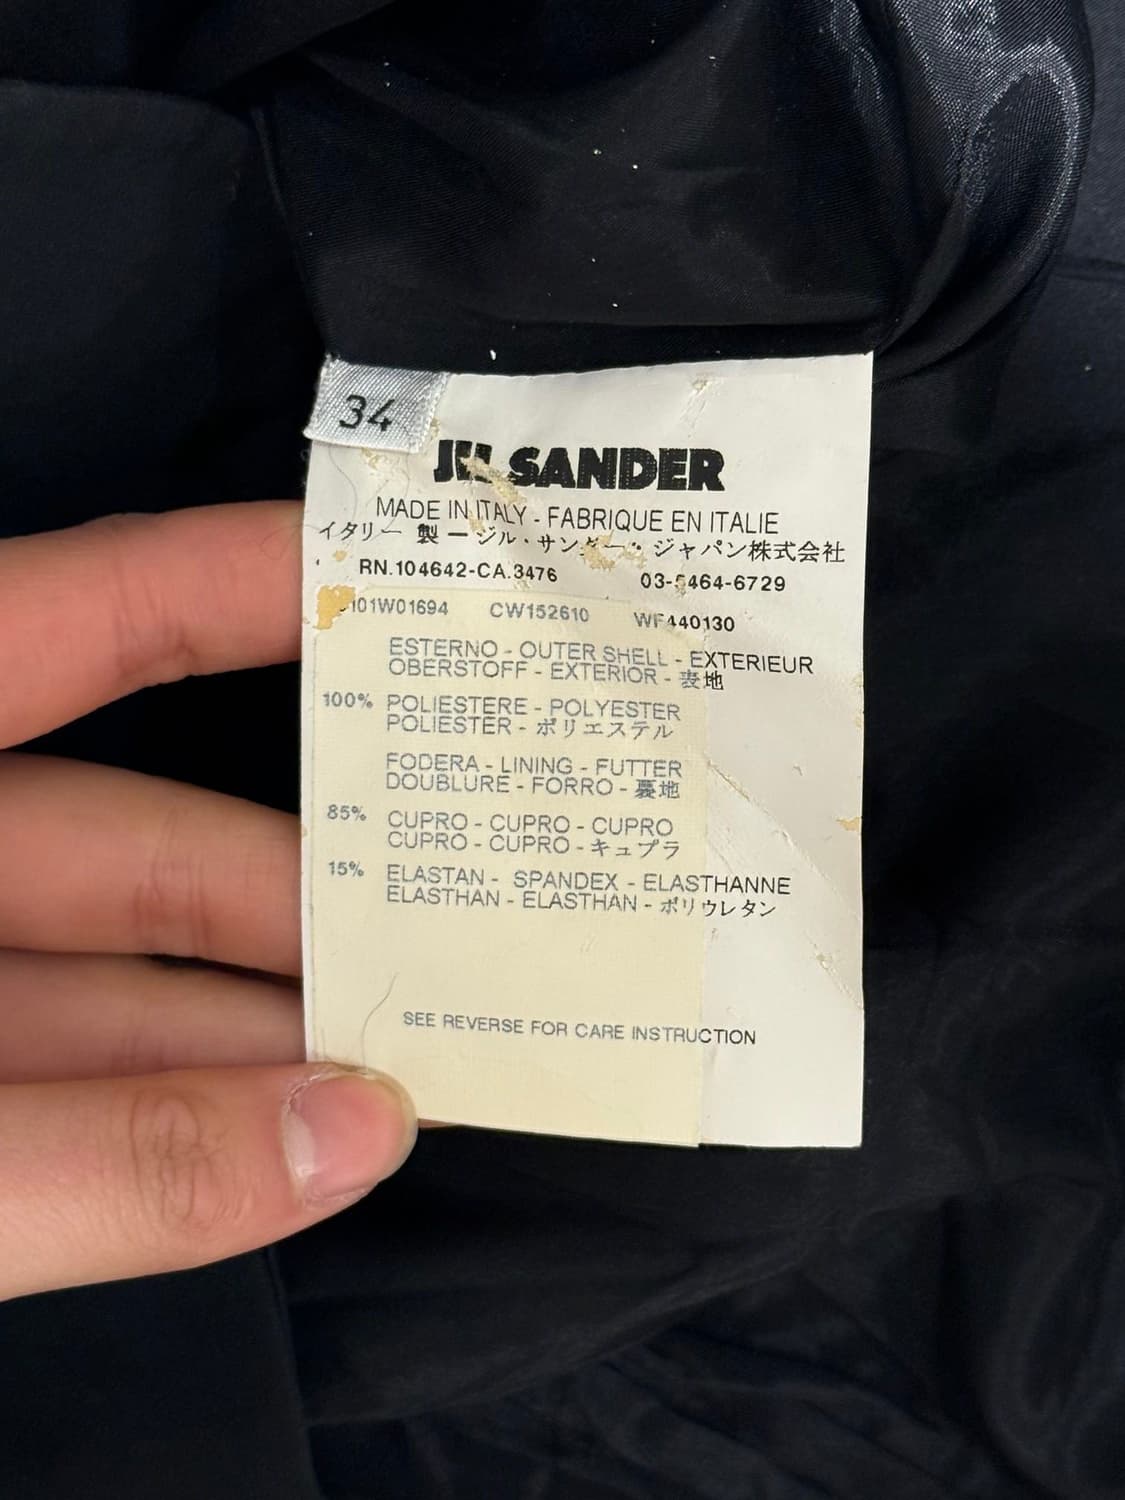 34
JIL SANDER
MADE IN ITALY - FABRIQUE EN ITALIE
イタリー 製 ー ジル・サンダー・ジャパン株式会社
RN.104642-CA.3476 03-5464-6729
101W01694 CW152610 WF440130
ESTERNO - OUTER SHELL - EXTERIEUR
OBERSTOFF - EXTERIOR - 表地
100% POLIESTERE - POLYESTER
POLIESTER - ポリエステル
FODERA - LINING - FUTTER
DOUBLURE - FORRO - 裏地
85% CUPRO - CUPRO - CUPRO
CUPRO - CUPRO - キュプラ
15% ELASTAN - SPANDEX - ELASTHANNE
ELASTHAN - ELASTHAN - ポリウレタン
SEE REVERSE FOR CARE INSTRUCTION